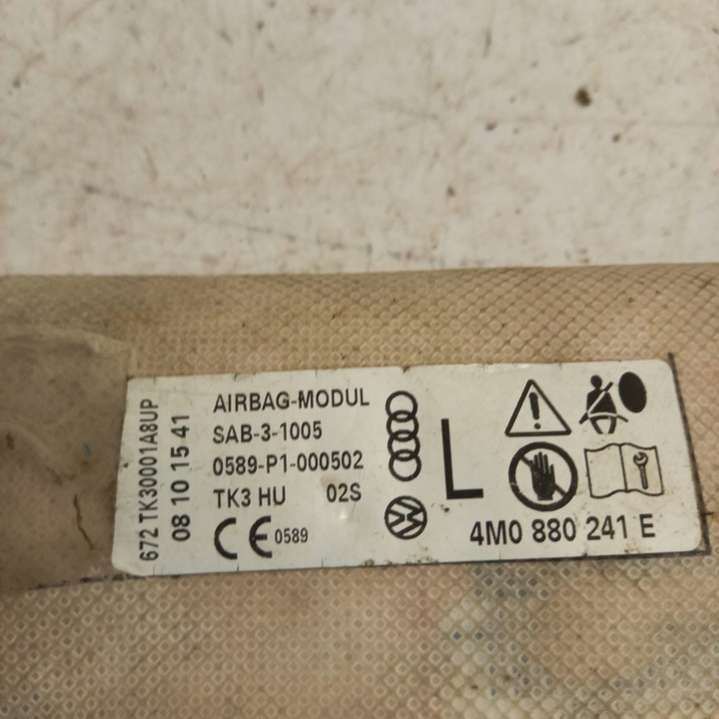 672 TK30001A8UP
08 10 15 41
AIRBAG-MODUL
SAB-3-1005
0589-P1-000502
TK3 HU 02S
CE 0589
L
4M0 880 241 E